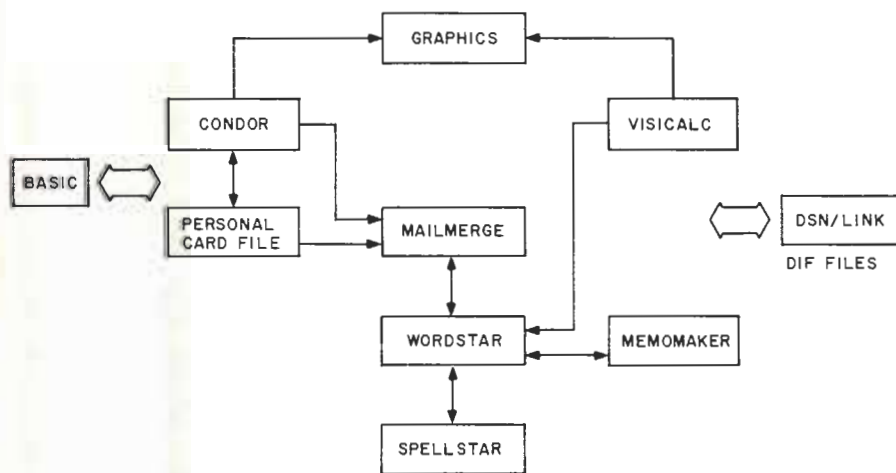 GRAPHICS
CONDOR
VISICALC
BASIC
PERSONAL
CARD FILE
MAILMERGE
DSN/LINK
DIF FILES
WORDSTAR
MEMOMAKER
SPELLSTAR